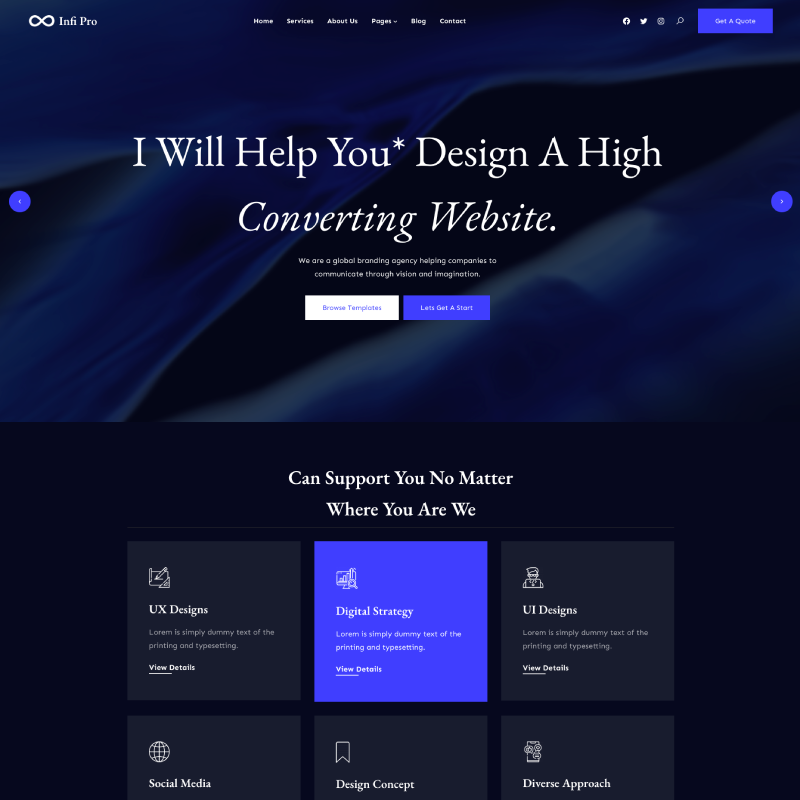 Infi Pro
Home Services About Us Pages Blog Contact
Get A Quote
I Will Help You* Design A High
Converting Website.
We are a global branding agency helping companies to
communicate through vision and imagination.
Browse Templates
Lets Get A Start
Can Support You No Matter
Where You Are We
UX Designs
Lorem is simply dummy text of the
printing and typesetting.
View Details
Digital Strategy
Lorem is simply dummy text of the
printing and typesetting.
View Details
UI Designs
Lorem is simply dummy text of the
printing and typesetting.
View Details
Social Media
Design Concept
Diverse Approach